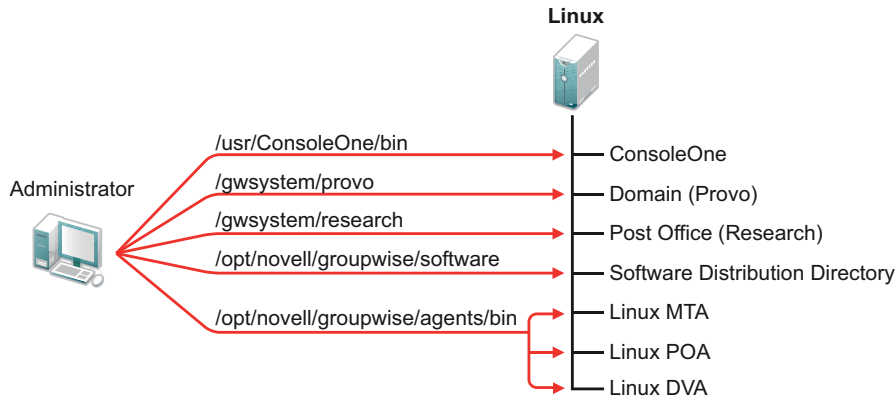 Linux
/usr/ConsoleOne/bin
ConsoleOne
Administrator
/gwsystem/provo
Domain (Provo)
/gwsystem/research
Post Office (Research)
/opt/novell/groupwise/software
Software Distribution Directory
/opt/novell/groupwise/agents/bin
Linux MTA
Linux POA
Linux DVA